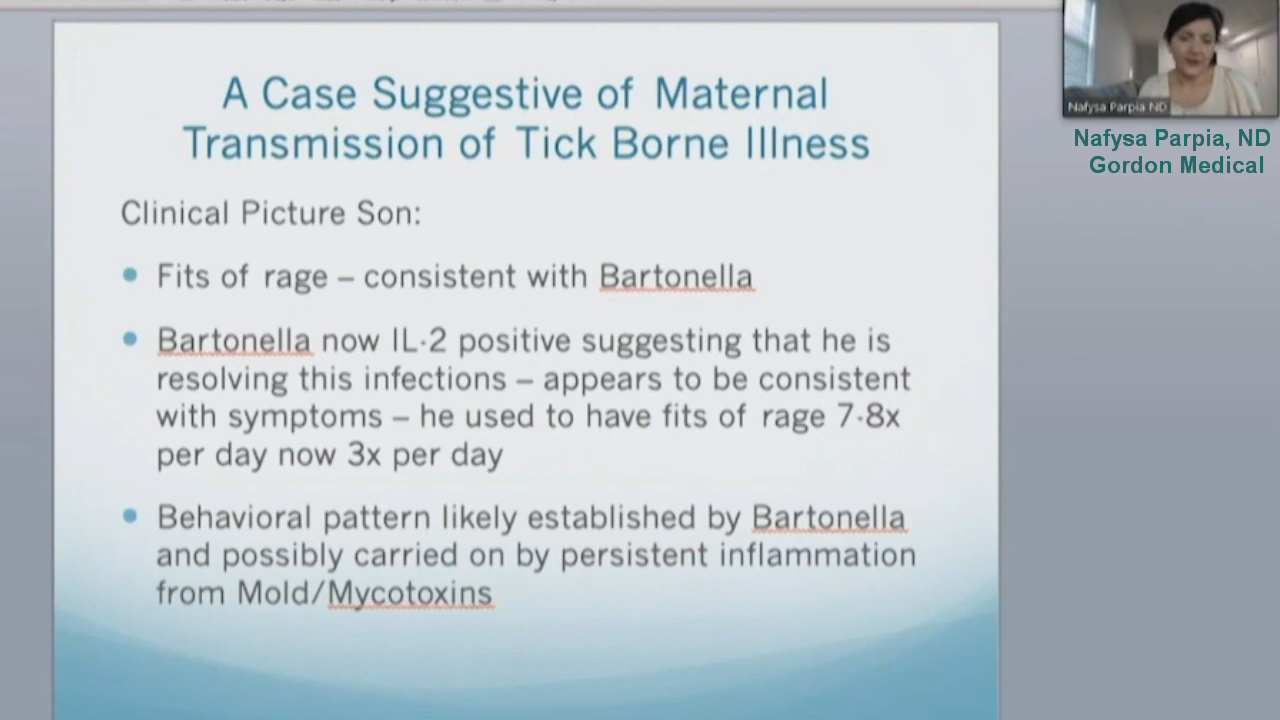 A Case Suggestive of Maternal
Transmission of Tick Borne Illness
Clinical Picture Son:
Fits of rage – consistent with Bartonella
Bartonella now IL-2 positive suggesting that he is
resolving this infections – appears to be consistent
with symptoms – he used to have fits of rage 7-8x
per day now 3x per day
Behavioral pattern likely established by Bartonella
and possibly carried on by persistent inflammation
from Mold/Mycotoxins
Nafysa Parpia ND
Nafysa Parpia, ND
Gordon Medical